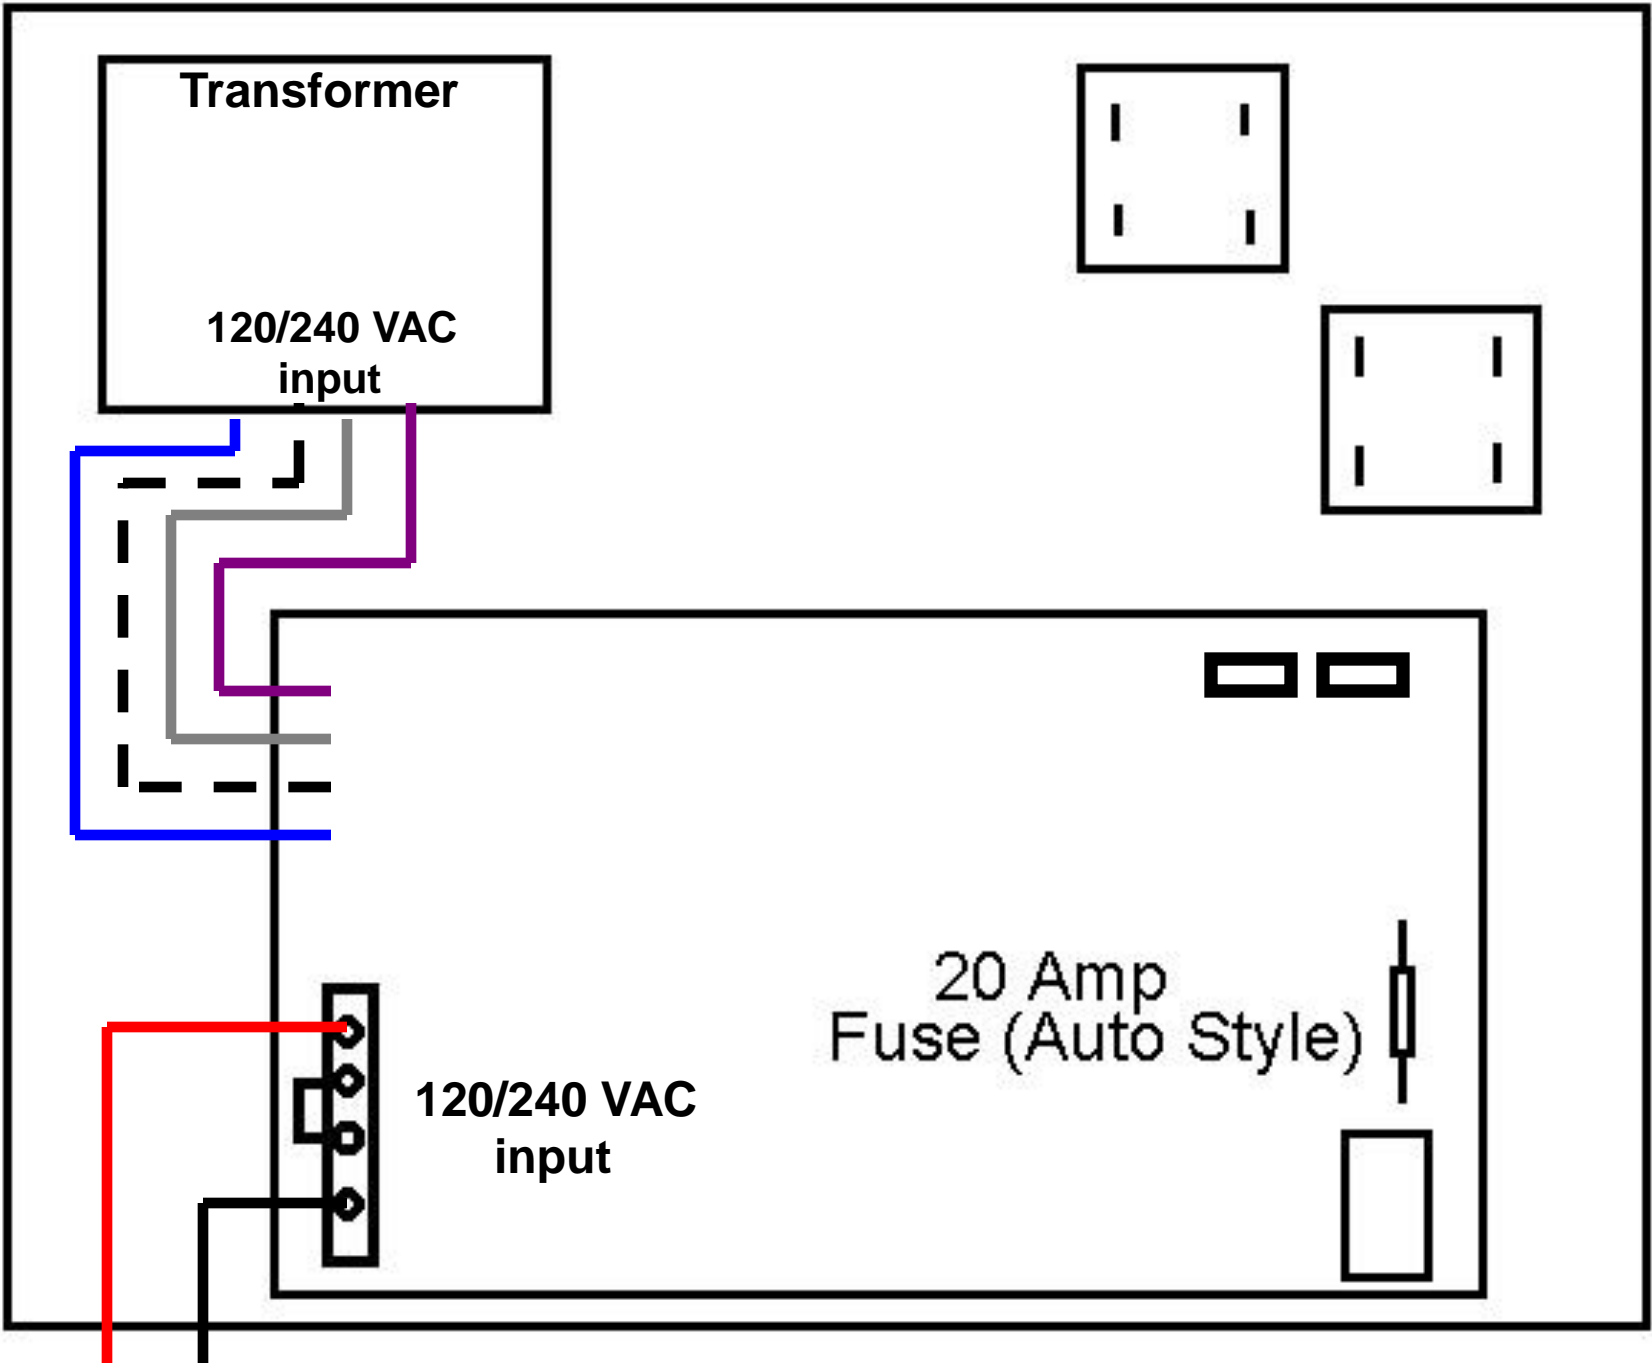 Transformer
120/240 VAC
input
20 Amp
Fuse (Auto Style)
120/240 VAC
input